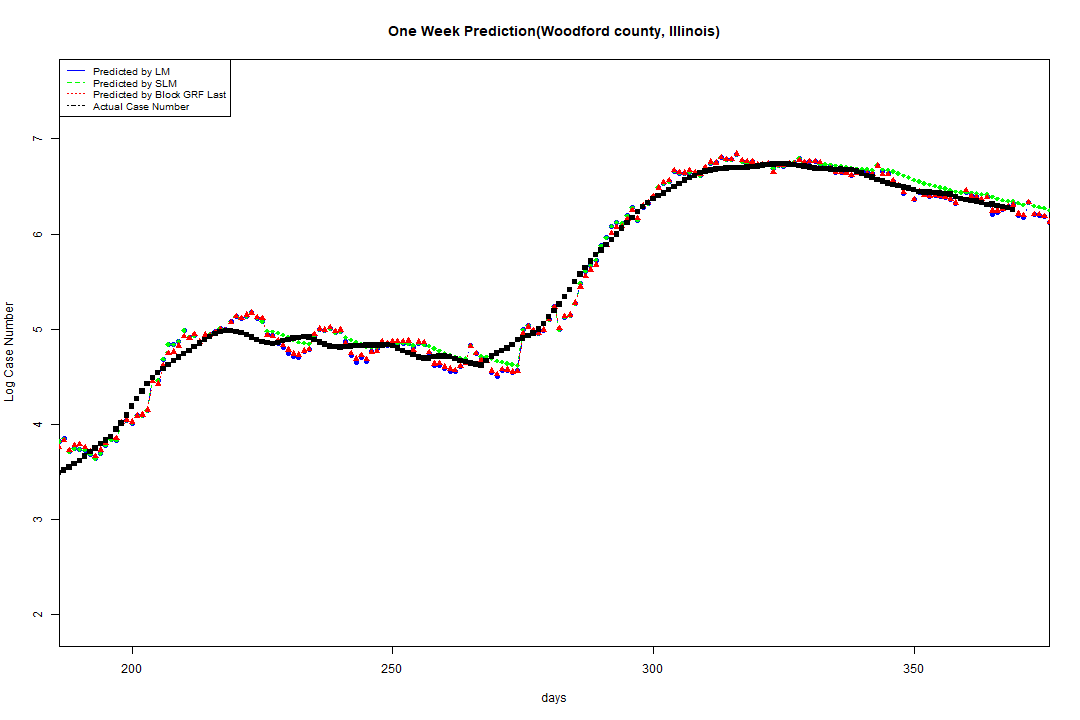 One Week Prediction(Woodford county, Illinois)
Predicted by LM
Predicted by SLM
Predicted by Block GRF Last
Actual Case Number
Log Case Number
7
6
5
4
3
2
200 250 300 350
days